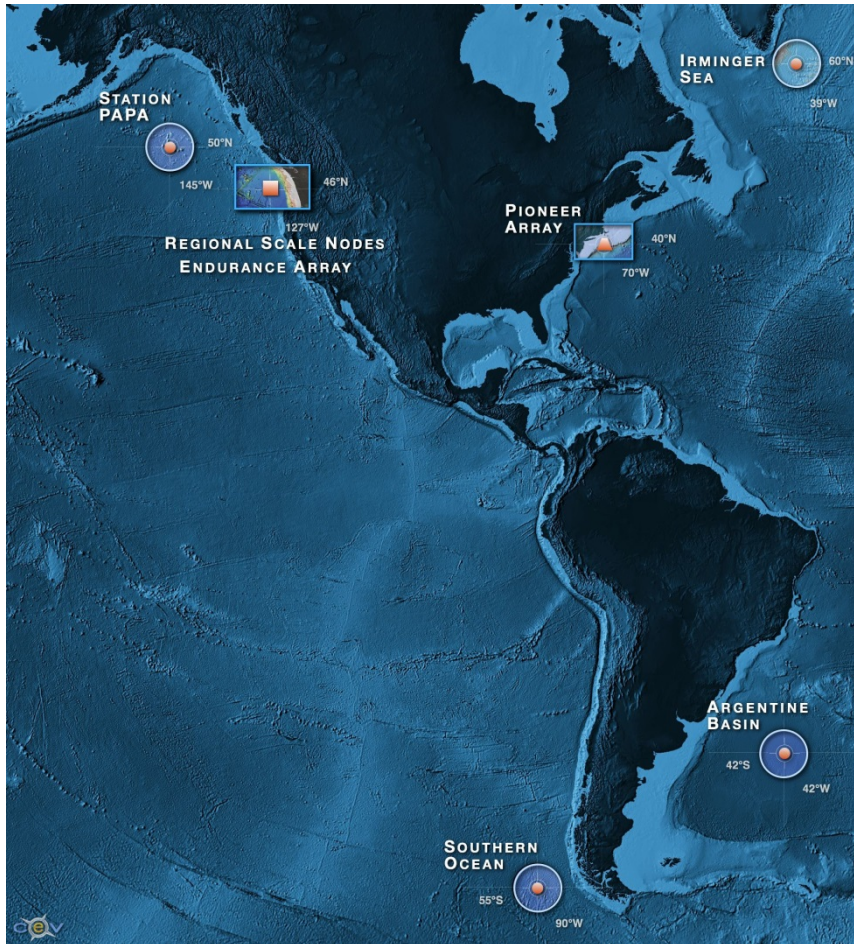 IRMINGER
SEA
60°N
39°W
STATION
PAPA
50°N
145°W
46°N
127°W
REGIONAL SCALE NODES
ENDURANCE ARRAY
PIONEER
ARRAY
40°N
70°W
ARGENTINE
BASIN
42°S
42°W
SOUTHERN
OCEAN
55°S
90°W
cev